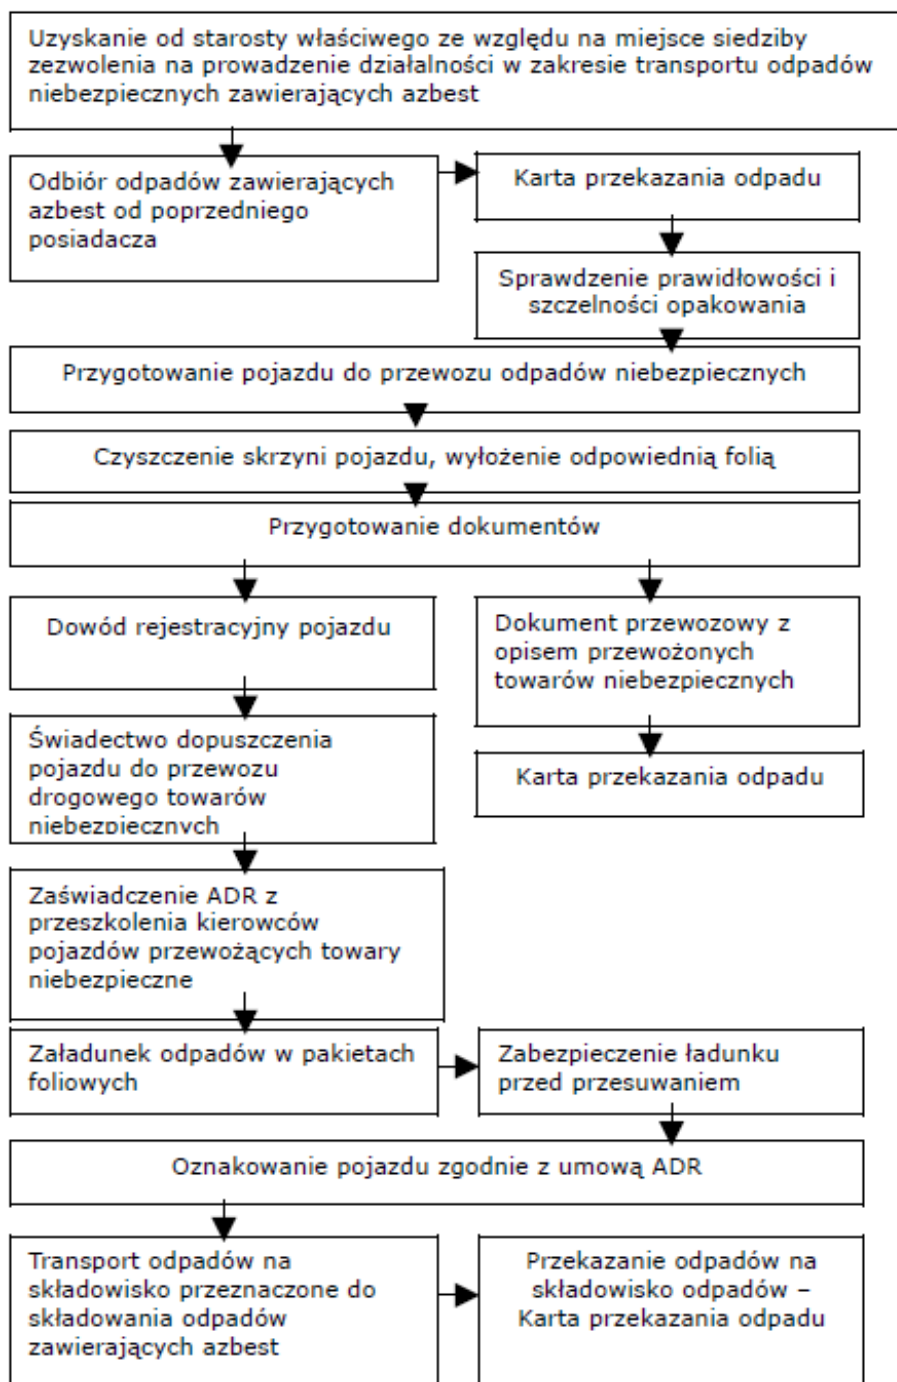 Uzyskanie od starosty właściwego ze względu na miejsce siedziby
zezwolenia na prowadzenie działalności w zakresie transportu odpadów
niebezpiecznych zawierających azbest
Odbiór odpadów zawierających
azbest od poprzedniego
posiadacza
Karta przekazania odpadu
Sprawdzenie prawidłowości i
szczelności opakowania
Przygotowanie pojazdu do przewozu odpadów niebezpiecznych
Czyszczenie skrzyni pojazdu, wyłożenie odpowiednią folią
Przygotowanie dokumentów
Dowód rejestracyjny pojazdu
Dokument przewozowy z
opisem przewożonych
towarów niebezpiecznych
Świadectwo dopuszczenia
pojazdu do przewozu
drogowego towarów
niebezpiecznych
Karta przekazania odpadu
Zaświadczenie ADR z
przeszkolenia kierowców
pojazdów przewożących towary
niebezpieczne
Załadunek odpadów w pakietach
foliowych
Zabezpieczenie ładunku
przed przesuwaniem
Oznakowanie pojazdu zgodnie z umową ADR
Transport odpadów na
składowisko przeznaczone do
składowania odpadów
zawierających azbest
Przekazanie odpadów na
składowisko odpadów –
Karta przekazania odpadu